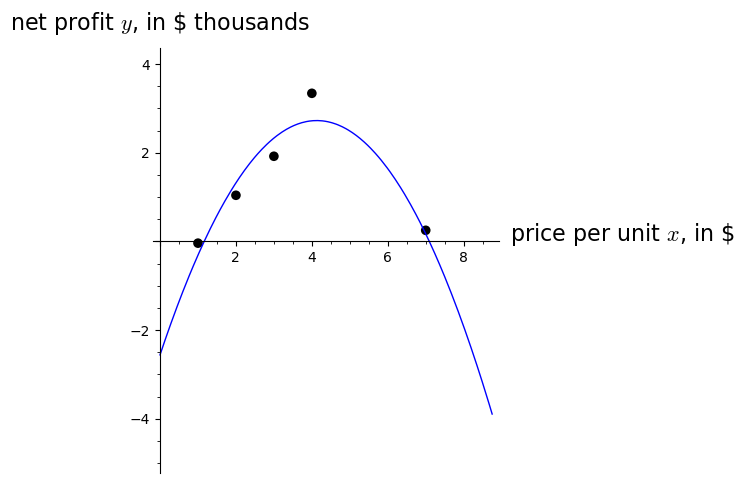 net profit y, in $ thousands
4
2
price per unit x, in $
2 4 6 8
−2
−4